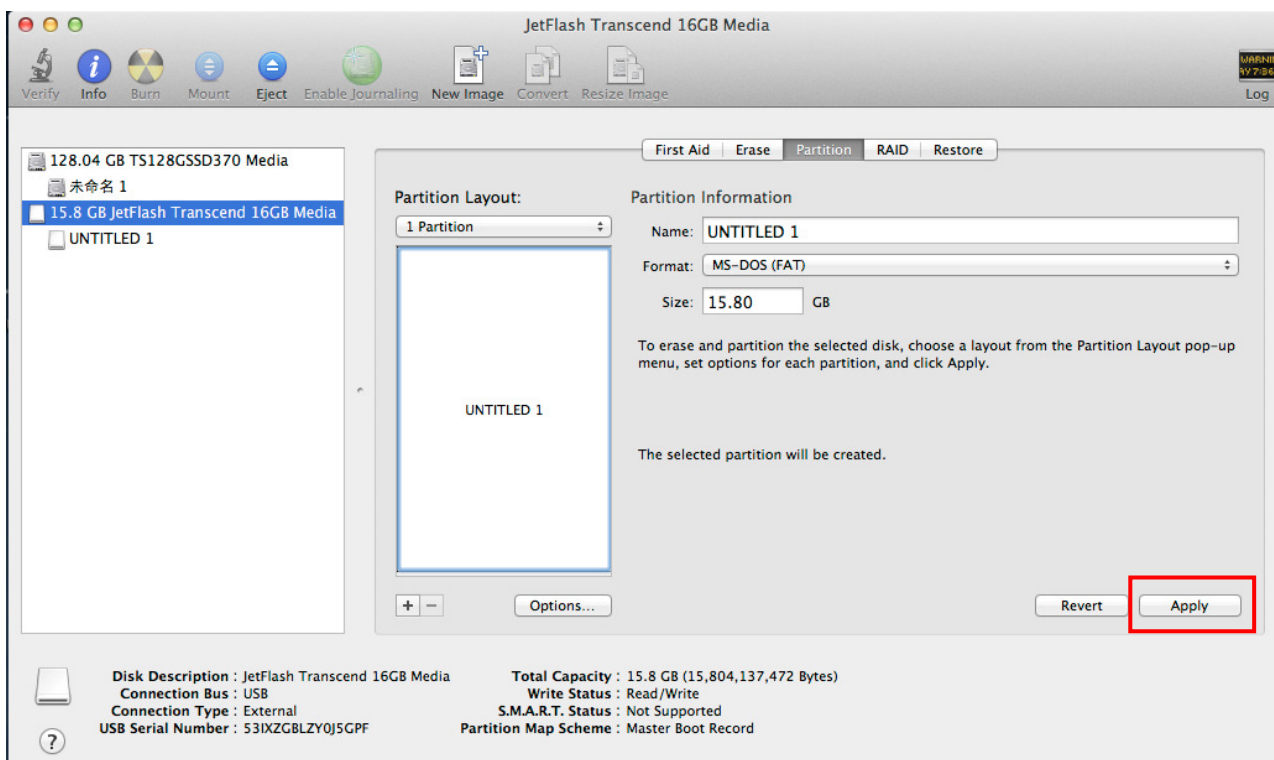 JetFlash Transcend 16GB Media
Verify Info Burn Mount Eject Enable Journaling New Image Convert Resize Image Log
WARNIN
AY 7:36
First Aid Erase Partition RAID Restore
128.04 GB TS128GSSD370 Media
未命名 1
15.8 GB JetFlash Transcend 16GB Media
UNTITLED 1
Partition Layout:
1 Partition
UNTITLED 1
+ −
Options...
Partition Information
Name: UNTITLED 1
Format: MS-DOS (FAT)
Size: 15.80 GB
To erase and partition the selected disk, choose a layout from the Partition Layout pop-up
menu, set options for each partition, and click Apply.
The selected partition will be created.
Revert Apply
Disk Description : JetFlash Transcend 16GB Media
Connection Bus : USB
Connection Type : External
USB Serial Number : 53IXZGBLZY0J5GPF
Total Capacity : 15.8 GB (15,804,137,472 Bytes)
Write Status : Read/Write
S.M.A.R.T. Status : Not Supported
Partition Map Scheme : Master Boot Record
?